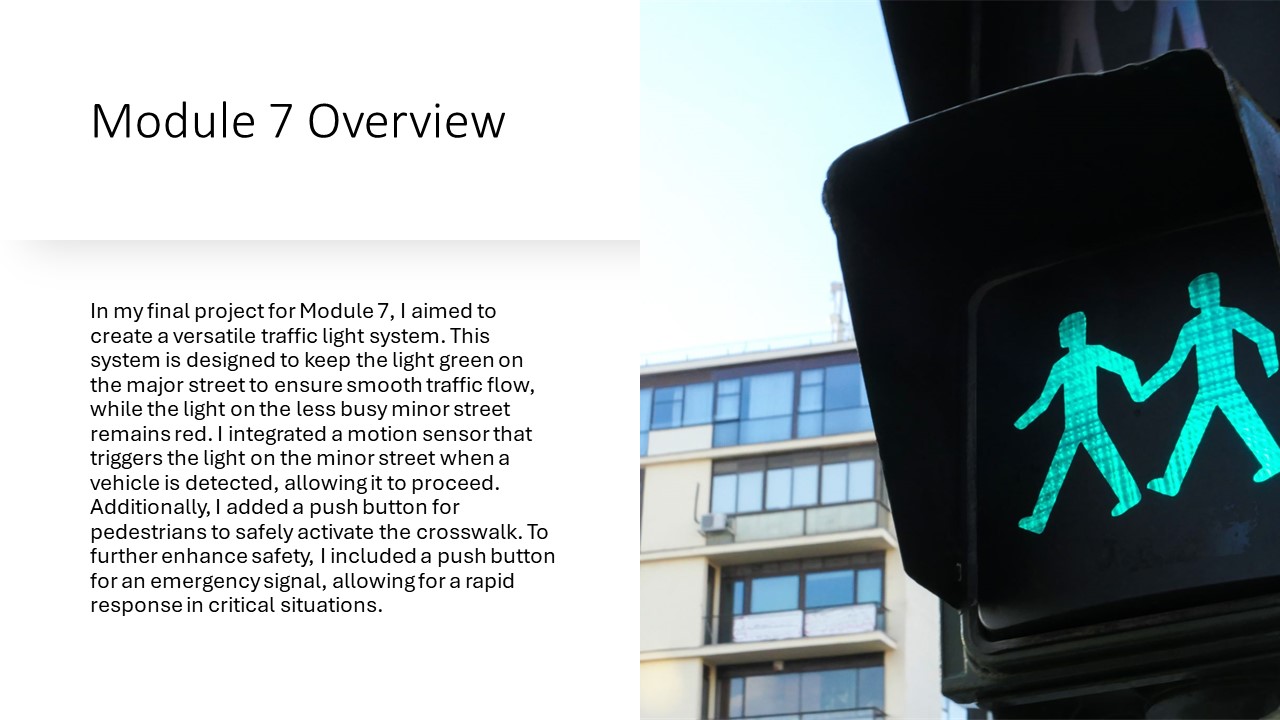 Module 7 Overview
In my final project for Module 7, I aimed to
create a versatile traffic light system. This
system is designed to keep the light green on
the major street to ensure smooth traffic flow,
while the light on the less busy minor street
remains red. I integrated a motion sensor that
triggers the light on the minor street when a
vehicle is detected, allowing it to proceed.
Additionally, I added a push button for
pedestrians to safely activate the crosswalk. To
further enhance safety, I included a push button
for an emergency signal, allowing for a rapid
response in critical situations.